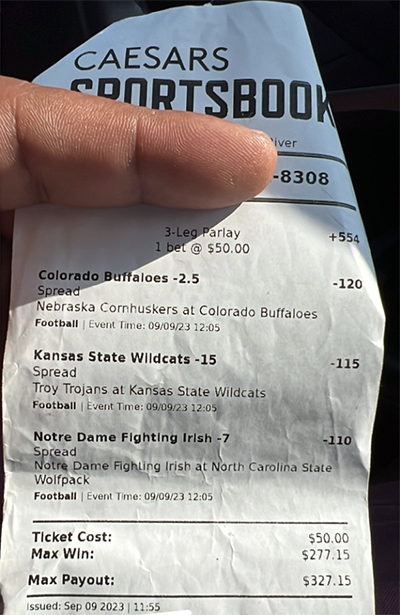 CAESARS
SPORTSBOOK
-8308
3-Leg Parlay +554
1 bet @ $50.00
Colorado Buffaloes -2.5 -120
Spread
Nebraska Cornhuskers at Colorado Buffaloes
Football | Event Time: 09/09/23 12:05
Kansas State Wildcats -15 -115
Spread
Troy Trojans at Kansas State Wildcats
Football | Event Time: 09/09/23 12:05
Notre Dame Fighting Irish -7 -110
Spread
Notre Dame Fighting Irish at North Carolina State
Wolfpack
Football | Event Time: 09/09/23 12:05
Ticket Cost: $50.00
Max Win: $277.15
Max Payout: $327.15
Issued: Sep 09 2023 | 11:55